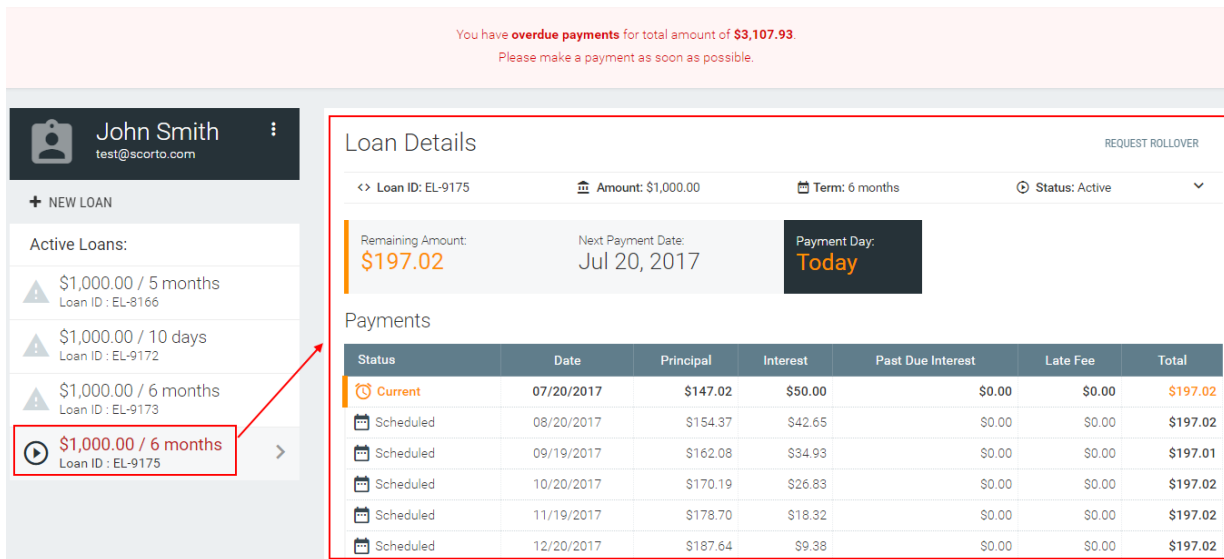 You have overdue payments for total amount of $3,107.93.
Please make a payment as soon as possible.
John Smith
test@scorto.com
+ NEW LOAN
Active Loans:
$1,000.00 / 5 months
Loan ID : EL-8166
$1,000.00 / 10 days
Loan ID : EL-9172
$1,000.00 / 6 months
Loan ID : EL-9173
$1,000.00 / 6 months
Loan ID : EL-9175
Loan Details REQUEST ROLLOVER
<> Loan ID: EL-9175 Amount: $1,000.00 Term: 6 months Status: Active
Remaining Amount: Next Payment Date: Payment Day:
$197.02 Jul 20, 2017 Today
Payments
Status Date Principal Interest Past Due Interest Late Fee Total
Current 07/20/2017 $147.02 $50.00 $0.00 $0.00 $197.02
Scheduled 08/20/2017 $154.37 $42.65 $0.00 $0.00 $197.02
Scheduled 09/19/2017 $162.08 $34.93 $0.00 $0.00 $197.01
Scheduled 10/20/2017 $170.19 $26.83 $0.00 $0.00 $197.02
Scheduled 11/19/2017 $178.70 $18.32 $0.00 $0.00 $197.02
Scheduled 12/20/2017 $187.64 $9.38 $0.00 $0.00 $197.02